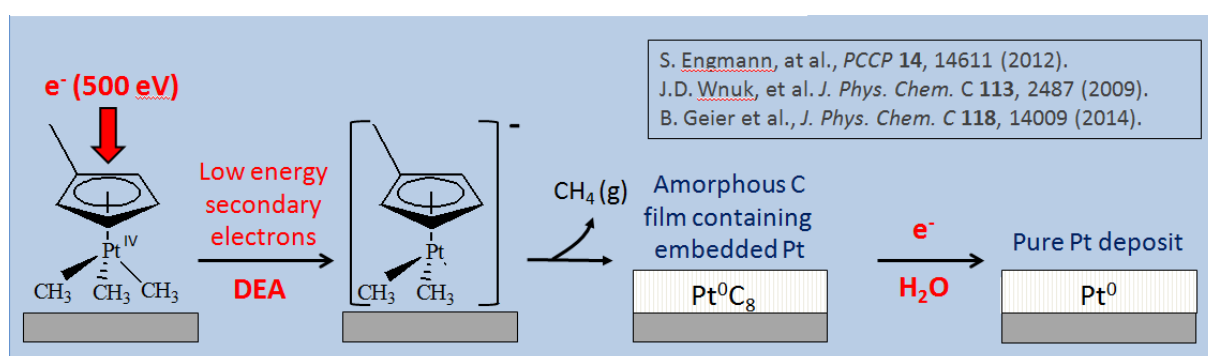 S. Engmann, at al., PCCP 14, 14611 (2012).
J.D. Wnuk, et al. J. Phys. Chem. C 113, 2487 (2009).
B. Geier et al., J. Phys. Chem. C 118, 14009 (2014).
e- (500 eV)
Pt IV
CH3 CH3 CH3
Low energy
secondary
electrons
DEA
-
Pt
CH3 CH3
CH4 (g)
Amorphous C
film containing
embedded Pt
Pt0C8
e-
H2O
Pure Pt deposit
Pt0